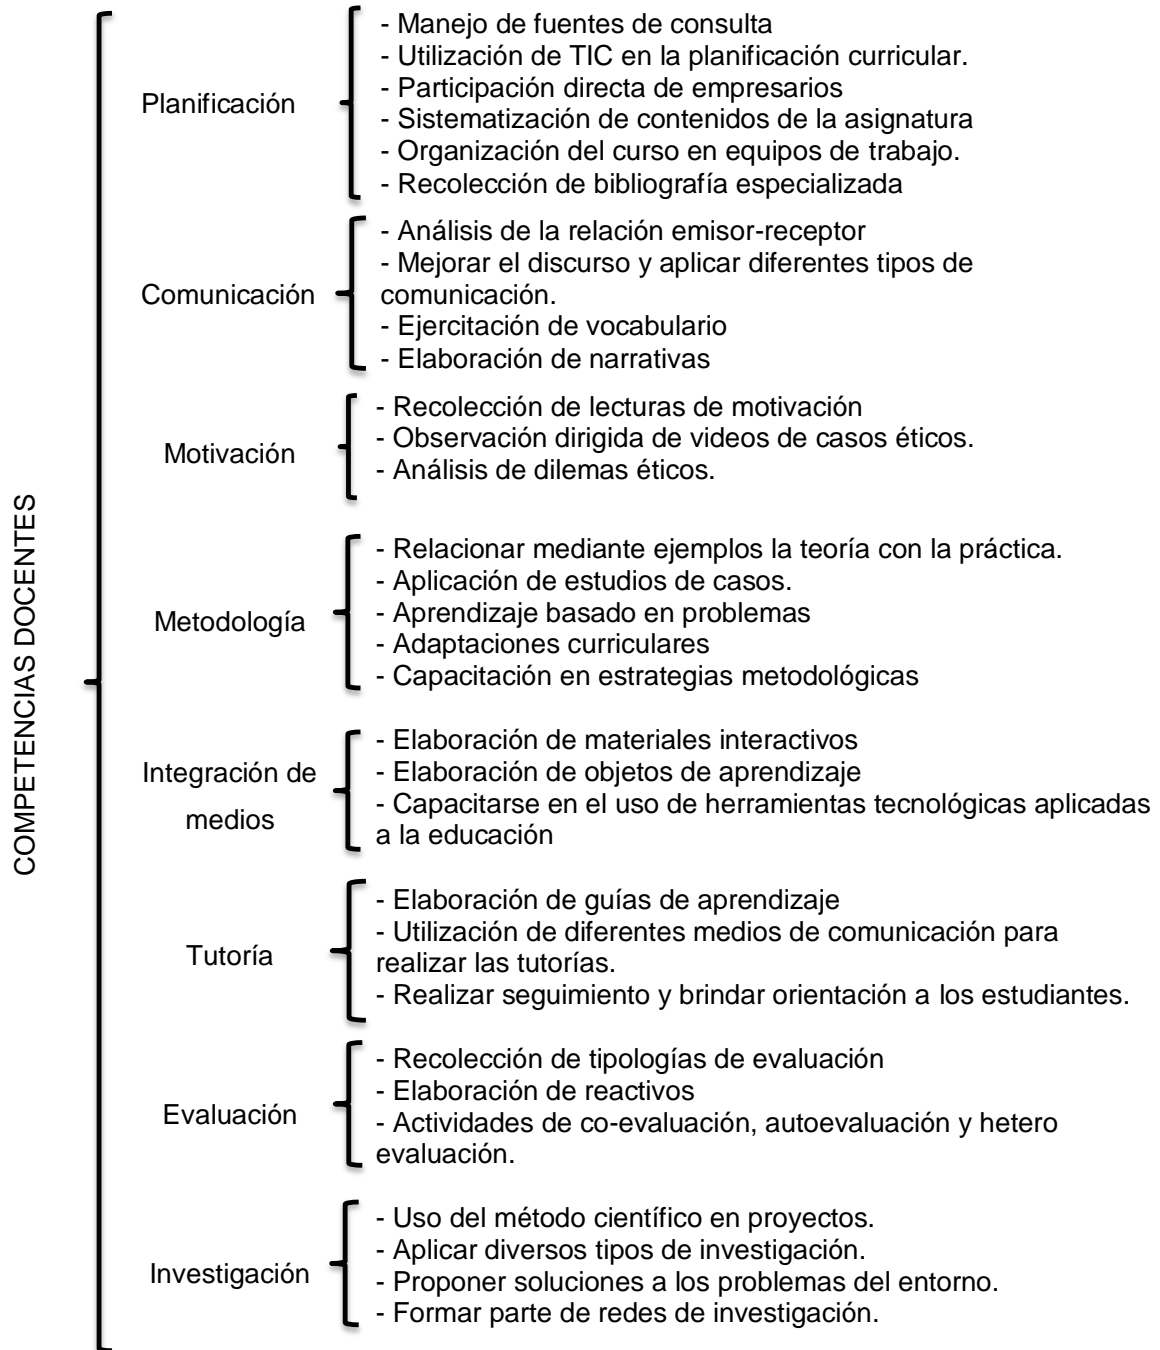 COMPETENCIAS DOCENTES
Planificación
- Manejo de fuentes de consulta
- Utilización de TIC en la planificación curricular.
- Participación directa de empresarios
- Sistematización de contenidos de la asignatura
- Organización del curso en equipos de trabajo.
- Recolección de bibliografía especializada
Comunicación
- Análisis de la relación emisor-receptor
- Mejorar el discurso y aplicar diferentes tipos de
comunicación.
- Ejercitación de vocabulario
- Elaboración de narrativas
Motivación
- Recolección de lecturas de motivación
- Observación dirigida de videos de casos éticos.
- Análisis de dilemas éticos.
Metodología
- Relacionar mediante ejemplos la teoría con la práctica.
- Aplicación de estudios de casos.
- Aprendizaje basado en problemas
- Adaptaciones curriculares
- Capacitación en estrategias metodológicas
Integración de
medios
- Elaboración de materiales interactivos
- Elaboración de objetos de aprendizaje
- Capacitarse en el uso de herramientas tecnológicas aplicadas
a la educación
Tutoría
- Elaboración de guías de aprendizaje
- Utilización de diferentes medios de comunicación para
realizar las tutorías.
- Realizar seguimiento y brindar orientación a los estudiantes.
Evaluación
- Recolección de tipologías de evaluación
- Elaboración de reactivos
- Actividades de co-evaluación, autoevaluación y hetero
evaluación.
Investigación
- Uso del método científico en proyectos.
- Aplicar diversos tipos de investigación.
- Proponer soluciones a los problemas del entorno.
- Formar parte de redes de investigación.